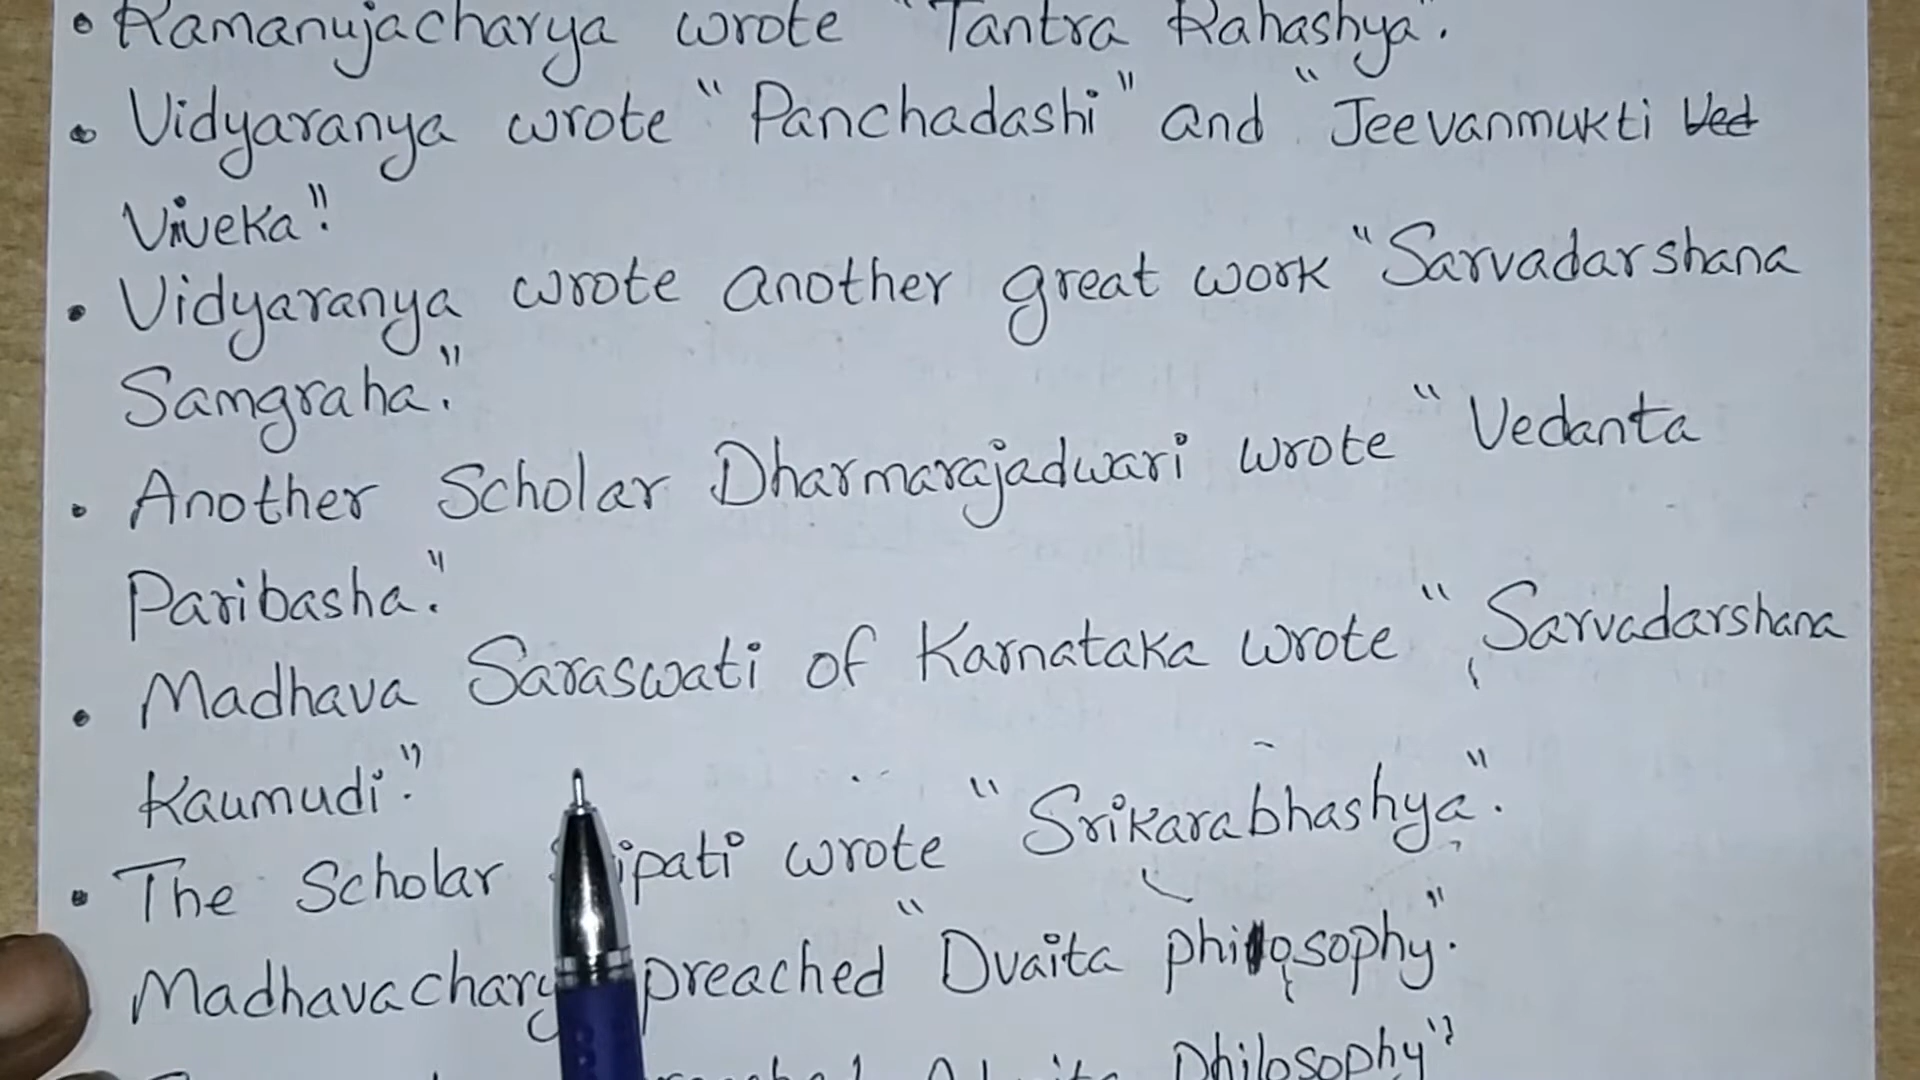 • Ramanujacharya wrote "Tantra Rahashya".
• Vidyaranya wrote "Panchadashi" and "Jeevanmukti Ved
Viveka".
• Vidyaranya wrote another great work "Sarvadarshana
Samgraha."
• Another Scholar Dharmarajadwari wrote "Vedanta
Paribasha."
• Madhava Saraswati of Karnataka wrote "Sarvadarshana
Kaumudi."
• The Scholar wrote "Srikarabhashya".
preached "Dvaita philosophy".
Philosophy"